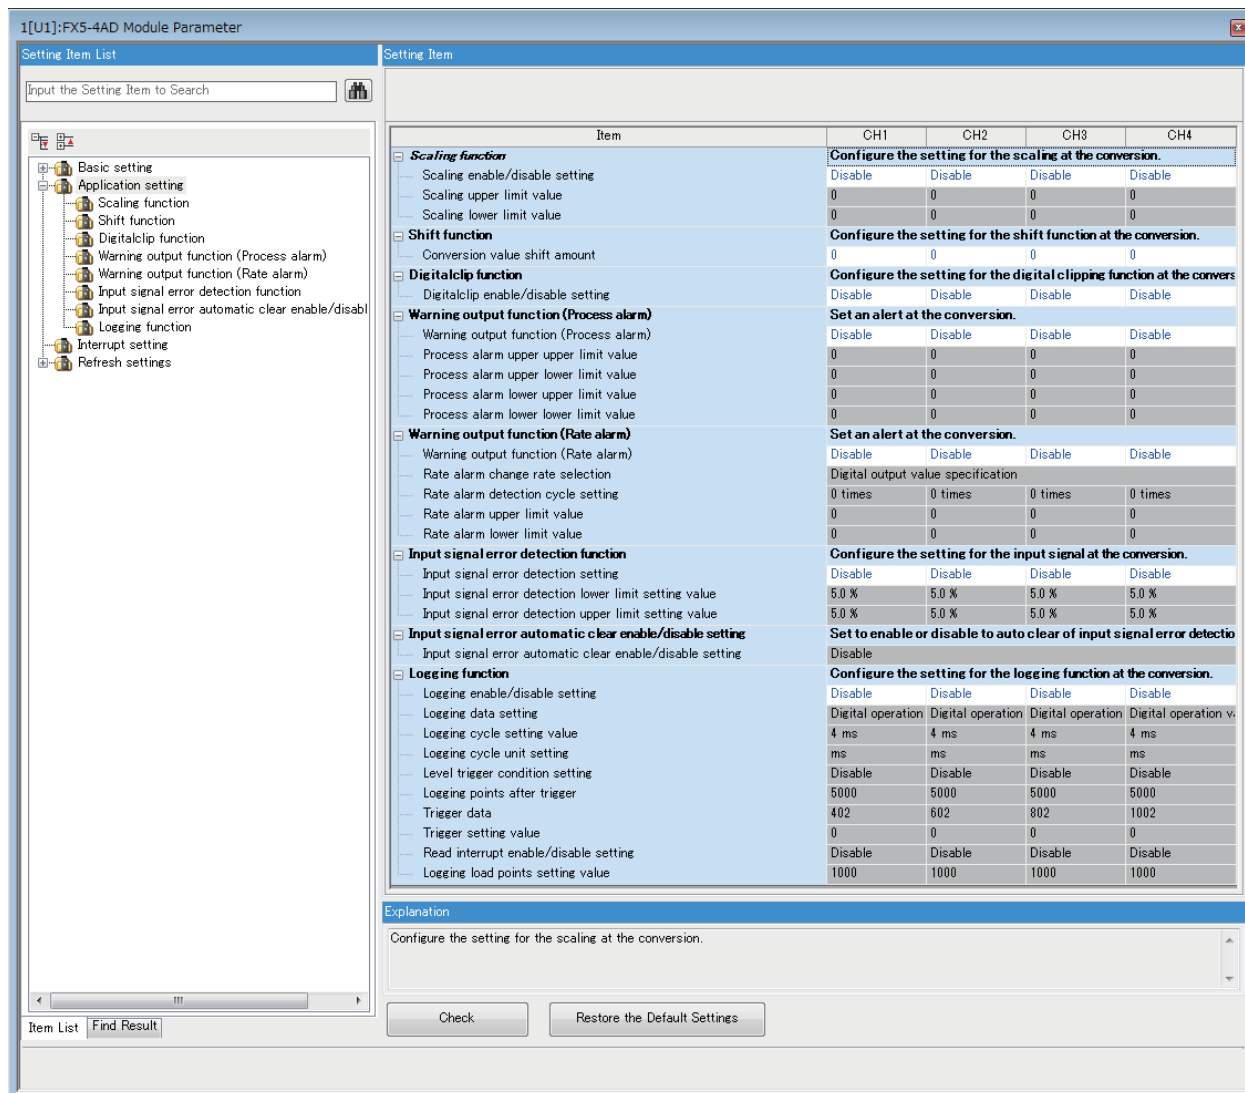 1[U1]:FX5-4AD Module Parameter
Setting Item List
Input the Setting Item to Search
Basic setting
Application setting
Scaling function
Shift function
Digitalclip function
Warning output function (Process alarm)
Warning output function (Rate alarm)
Input signal error detection function
Input signal error automatic clear enable/disabl
Logging function
Interrupt setting
Refresh settings
Item List Find Result
Setting Item
Item CH1 CH2 CH3 CH4
Scaling function Configure the setting for the scaling at the conversion.
Scaling enable/disable setting Disable Disable Disable Disable
Scaling upper limit value 0 0 0 0
Scaling lower limit value 0 0 0 0
Shift function Configure the setting for the shift function at the conversion.
Conversion value shift amount 0 0 0 0
Digitalclip function Configure the setting for the digital clipping function at the convers
Digitalclip enable/disable setting Disable Disable Disable Disable
Warning output function (Process alarm) Set an alert at the conversion.
Warning output function (Process alarm) Disable Disable Disable Disable
Process alarm upper upper limit value 0 0 0 0
Process alarm upper lower limit value 0 0 0 0
Process alarm lower upper limit value 0 0 0 0
Process alarm lower lower limit value 0 0 0 0
Warning output function (Rate alarm) Set an alert at the conversion.
Warning output function (Rate alarm) Disable Disable Disable Disable
Rate alarm change rate selection Digital output value specification
Rate alarm detection cycle setting 0 times 0 times 0 times 0 times
Rate alarm upper limit value 0 0 0 0
Rate alarm lower limit value 0 0 0 0
Input signal error detection function Configure the setting for the input signal at the conversion.
Input signal error detection setting Disable Disable Disable Disable
Input signal error detection lower limit setting value 5.0 % 5.0 % 5.0 % 5.0 %
Input signal error detection upper limit setting value 5.0 % 5.0 % 5.0 % 5.0 %
Input signal error automatic clear enable/disable setting Set to enable or disable to auto clear of input signal error detectio
Input signal error automatic clear enable/disable setting Disable
Logging function Configure the setting for the logging function at the conversion.
Logging enable/disable setting Disable Disable Disable Disable
Logging data setting Digital operation Digital operation Digital operation Digital operation v
Logging cycle setting value 4 ms 4 ms 4 ms 4 ms
Logging cycle unit setting ms ms ms ms
Level trigger condition setting Disable Disable Disable Disable
Logging points after trigger 5000 5000 5000 5000
Trigger data 402 602 802 1002
Trigger setting value 0 0 0 0
Read interrupt enable/disable setting Disable Disable Disable Disable
Logging load points setting value 1000 1000 1000 1000
Explanation
Configure the setting for the scaling at the conversion.
Check Restore the Default Settings